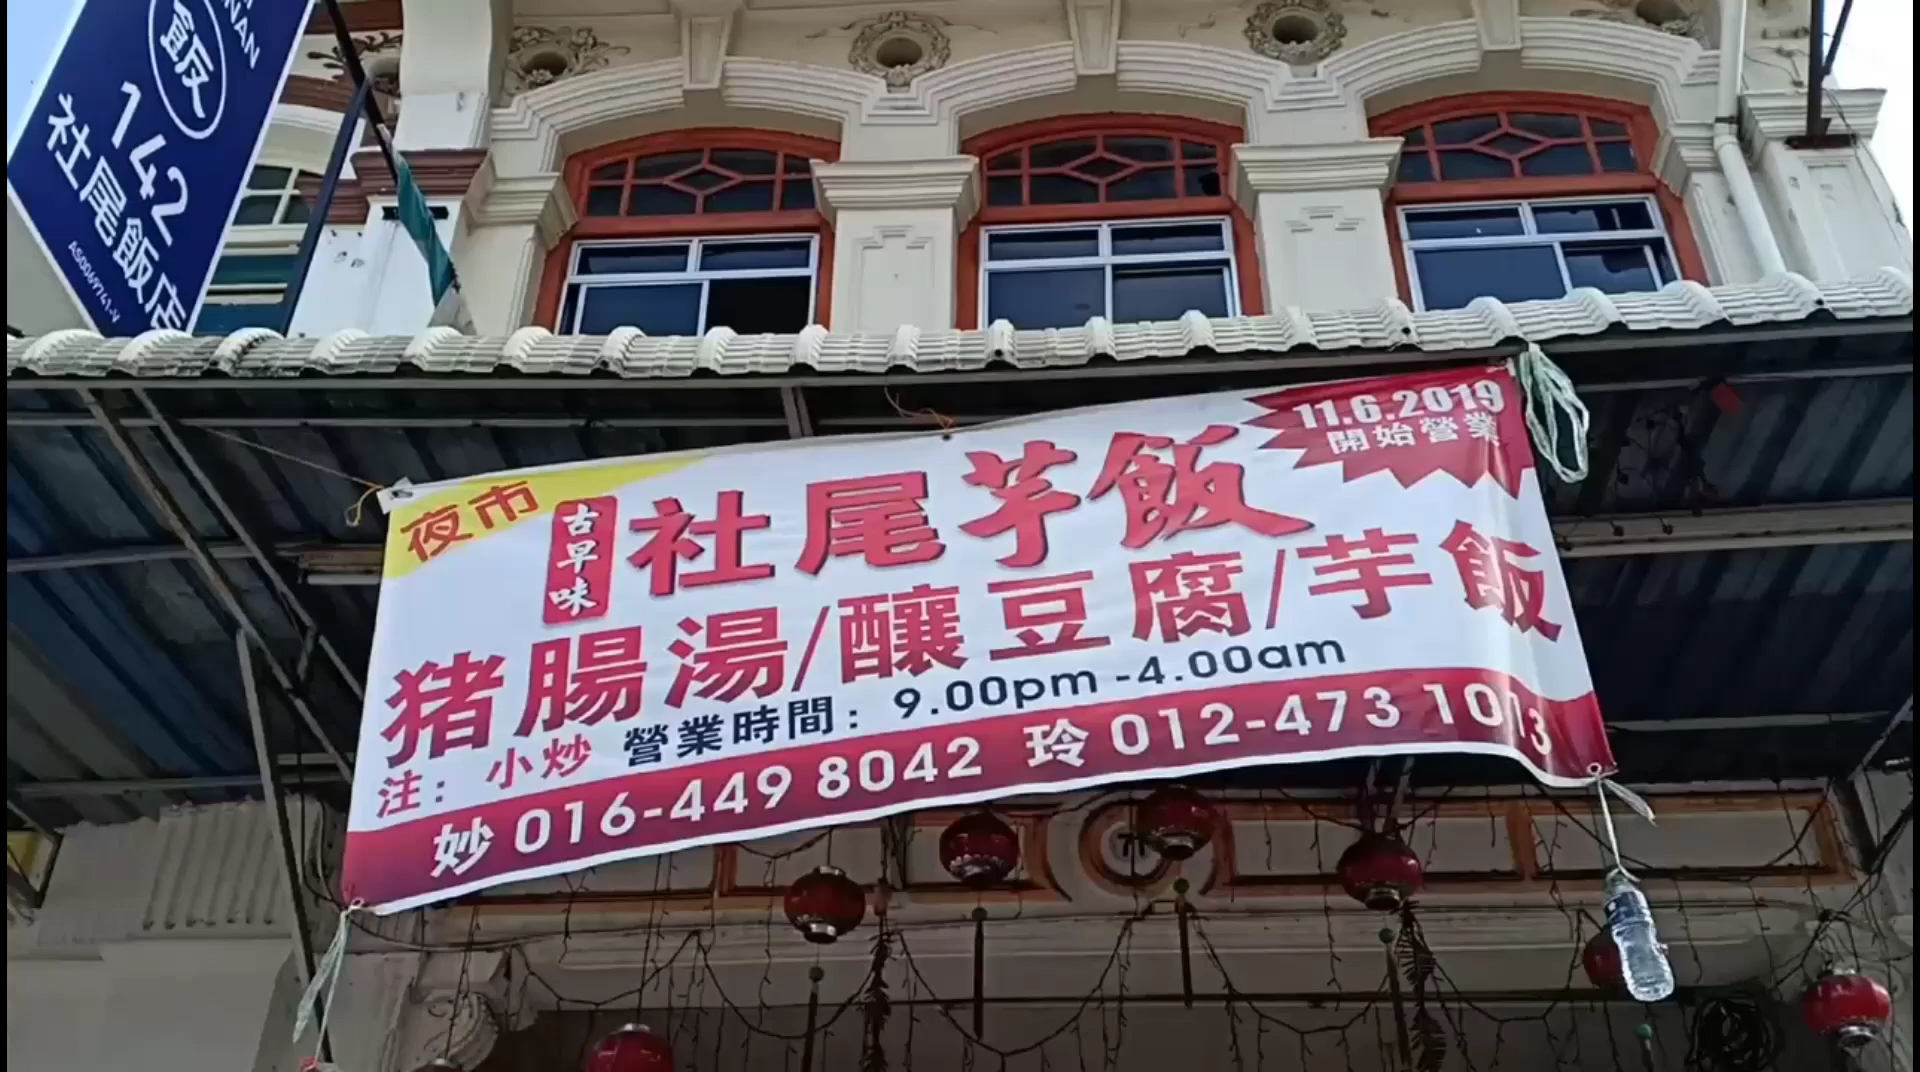 飯
142
社尾飯店
AS0069741-V
11.6.2019
開始營業
夜市
古早味
社尾芋飯
猪腸湯/釀豆腐/芋飯
注：小炒 營業時間：9.00pm-4.00am
妙 016-449 8042 玲 012-473 1013